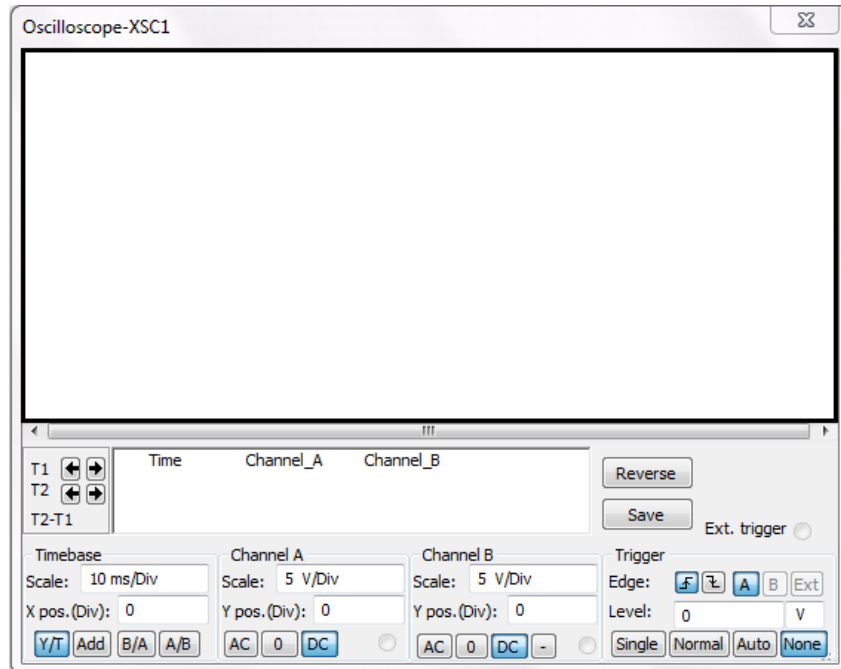 Oscilloscope-XSC1
Time Channel_A Channel_B
T1
T2
T2-T1
Reverse
Save
Ext. trigger
Timebase Channel A Channel B Trigger
Scale: 10 ms/Div Scale: 5 V/Div Scale: 5 V/Div Edge: A B Ext
X pos.(Div): 0 Y pos.(Div): 0 Y pos.(Div): 0 Level: 0 V
Y/T Add B/A A/B AC 0 DC AC 0 DC - Single Normal Auto None